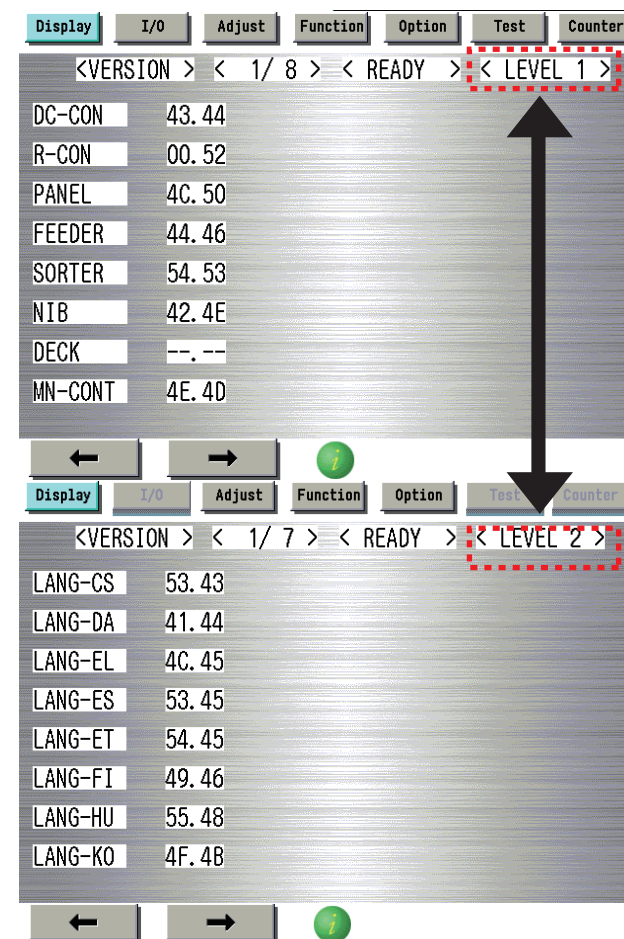 Display I/O Adjust Function Option Test Counter
<VERSION > < 1/ 8 > < READY > < LEVEL 1 >
DC-CON 43.44
R-CON 00.52
PANEL 4C.50
FEEDER 44.46
SORTER 54.53
NIB 42.4E
DECK --.--
MN-CONT 4E.4D
i
Display I/O Adjust Function Option Test Counter
<VERSION > < 1/ 7 > < READY > < LEVEL 2 >
LANG-CS 53.43
LANG-DA 41.44
LANG-EL 4C.45
LANG-ES 53.45
LANG-ET 54.45
LANG-FI 49.46
LANG-HU 55.48
LANG-KO 4F.4B
i